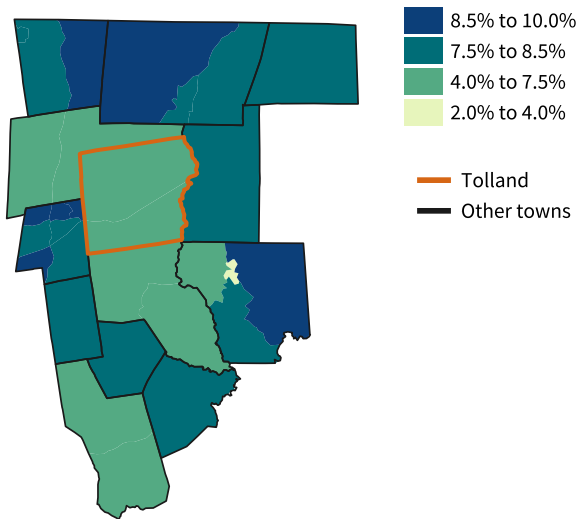 8.5% to 10.0%
7.5% to 8.5%
4.0% to 7.5%
2.0% to 4.0%
Tolland
Other towns